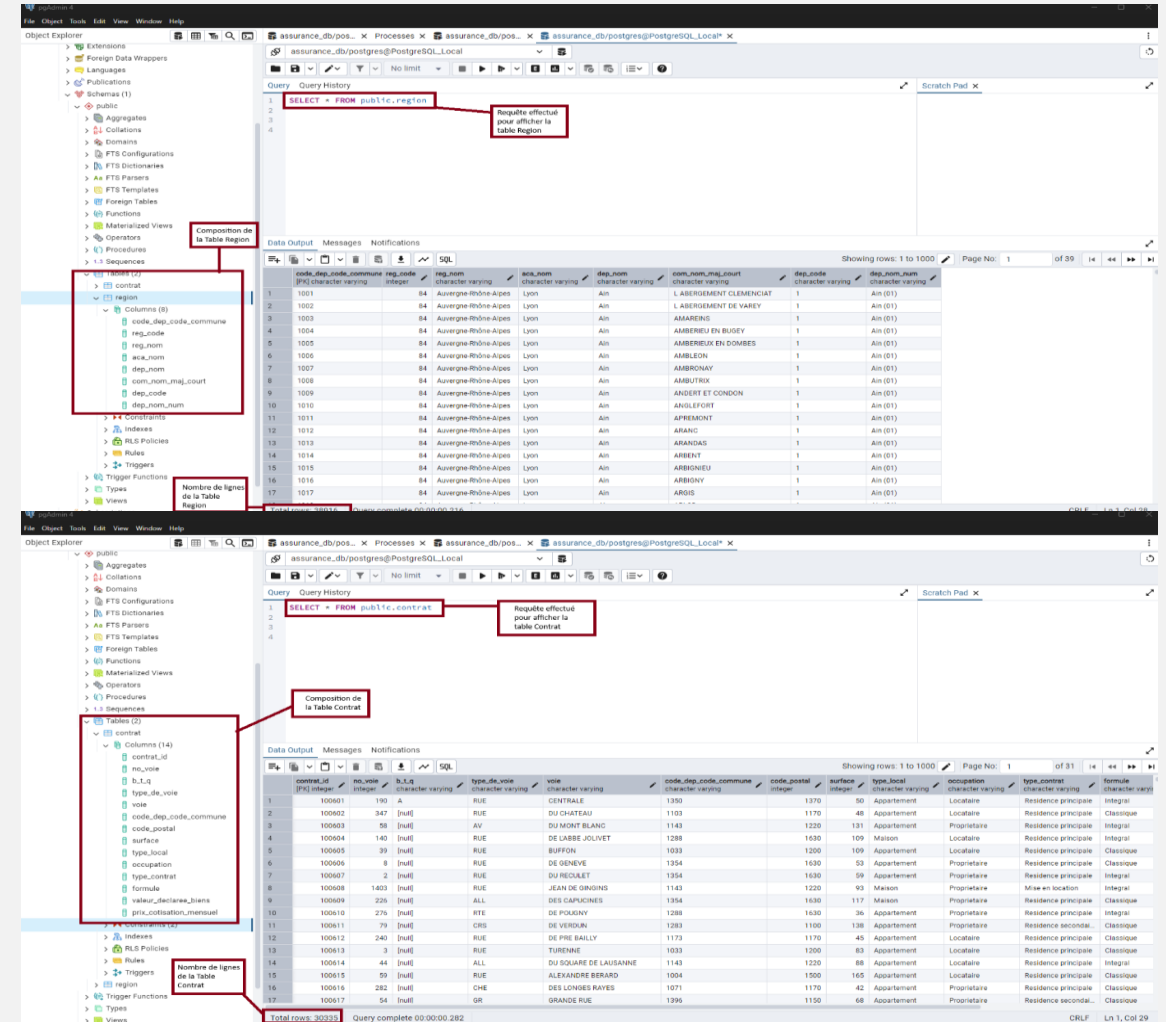 pgAdmin 4
File Object Tools Edit View Window Help
Object Explorer
assurance_db/pos... × Processes × assurance_db/pos... × assurance_db/postgres@PostgreSQL_Local* ×
Extensions
Foreign Data Wrappers
Languages
Publications
Schemas (1)
public
Aggregates
Collations
Domains
FTS Configurations
FTS Dictionaries
FTS Parsers
FTS Templates
Foreign Tables
Functions
Materialized Views
Operators
Procedures
1..3 Sequences
Tables (2)
contrat
region
Columns (8)
code_dep_code_commune
reg_code
reg_nom
aca_nom
dep_nom
com_nom_maj_court
dep_code
dep_nom_num
Constraints
Indexes
RLS Policies
Rules
Triggers
Trigger Functions
Types
Views
Composition de
la Table Region
Nombre de lignes
de la Table
Region
assurance_db/postgres@PostgreSQL_Local
No limit
Query Query History
Scratch Pad ×
1 SELECT * FROM public.region
2
3
4
Requête effectué
pour afficher la
table Region
Data Output Messages Notifications
SQL
Showing rows: 1 to 1000 Page No: 1 of 39
code_dep_code_commune [PK] character varying reg_code integer reg_nom character varying aca_nom character varying dep_nom character varying com_nom_maj_court character varying dep_code character varying dep_nom_num character varying
1 1001 84 Auvergne-Rhône-Alpes Lyon Ain L ABERGEMENT CLEMENCIAT 1 Ain (01)
2 1002 84 Auvergne-Rhône-Alpes Lyon Ain L ABERGEMENT DE VAREY 1 Ain (01)
3 1003 84 Auvergne-Rhône-Alpes Lyon Ain AMAREINS 1 Ain (01)
4 1004 84 Auvergne-Rhône-Alpes Lyon Ain AMBERIEU EN BUGEY 1 Ain (01)
5 1005 84 Auvergne-Rhône-Alpes Lyon Ain AMBERIEUX EN DOMBES 1 Ain (01)
6 1006 84 Auvergne-Rhône-Alpes Lyon Ain AMBLEON 1 Ain (01)
7 1007 84 Auvergne-Rhône-Alpes Lyon Ain AMBRONAY 1 Ain (01)
8 1008 84 Auvergne-Rhône-Alpes Lyon Ain AMBUTRIX 1 Ain (01)
9 1009 84 Auvergne-Rhône-Alpes Lyon Ain ANDERT ET CONDON 1 Ain (01)
10 1010 84 Auvergne-Rhône-Alpes Lyon Ain ANGLEFORT 1 Ain (01)
11 1011 84 Auvergne-Rhône-Alpes Lyon Ain APREMONT 1 Ain (01)
12 1012 84 Auvergne-Rhône-Alpes Lyon Ain ARANC 1 Ain (01)
13 1013 84 Auvergne-Rhône-Alpes Lyon Ain ARANDAS 1 Ain (01)
14 1014 84 Auvergne-Rhône-Alpes Lyon Ain ARBENT 1 Ain (01)
15 1015 84 Auvergne-Rhône-Alpes Lyon Ain ARBIGNIEU 1 Ain (01)
16 1016 84 Auvergne-Rhône-Alpes Lyon Ain ARBIGNY 1 Ain (01)
17 1017 84 Auvergne-Rhône-Alpes Lyon Ain ARGIS 1 Ain (01)
Total rows: 38916 Query complete 00:00:00.216 CRLF Ln 1, Col 28
pgAdmin 4
File Object Tools Edit View Window Help
Object Explorer
assurance_db/pos... × Processes × assurance_db/pos... × assurance_db/postgres@PostgreSQL_Local* ×
public
Aggregates
Collations
Domains
FTS Configurations
FTS Dictionaries
FTS Parsers
FTS Templates
Foreign Tables
Functions
Materialized Views
Operators
Procedures
1..3 Sequences
Tables (2)
contrat
Columns (14)
contrat_id
no_voie
b_t_q
type_de_voie
voie
code_dep_code_commune
code_postal
surface
type_local
occupation
type_contrat
formule
valeur_declaree_biens
prix_cotisation_mensuel
Constraints (2)
Indexes
RLS Policies
Rules
Triggers
region
Trigger Functions
Types
Views
Composition de
la Table Contrat
Nombre de lignes
de la Table
Contrat
assurance_db/postgres@PostgreSQL_Local
No limit
Query Query History
Scratch Pad ×
1 SELECT * FROM public.contrat
2
3
4
Requête effectué
pour afficher la
table Contrat
Data Output Messages Notifications
SQL
Showing rows: 1 to 1000 Page No: 1 of 31
contrat_id [PK] integer no_voie integer b_t_q character varying type_de_voie character varying voie character varying code_dep_code_commune character varying code_postal integer surface integer type_local character varying occupation character varying type_contrat character varying formule character varyin
1 100601 190 A RUE CENTRALE 1350 1370 50 Appartement Locataire Residence principale Integral
2 100602 347 [null] RUE DU CHATEAU 1103 1170 48 Appartement Locataire Residence principale Classique
3 100603 58 [null] AV DU MONT BLANC 1143 1220 131 Appartement Proprietaire Residence principale Integral
4 100604 140 [null] RUE DE LABBE JOLIVET 1288 1630 109 Maison Locataire Residence principale Integral
5 100605 39 [null] RUE BUFFON 1033 1200 109 Appartement Locataire Residence principale Classique
6 100606 8 [null] RUE DE GENEVE 1354 1630 53 Appartement Proprietaire Residence principale Classique
7 100607 2 [null] RUE DU RECULET 1354 1630 59 Appartement Proprietaire Residence principale Integral
8 100608 1403 [null] RUE JEAN DE GINGINS 1143 1220 93 Maison Proprietaire Mise en location Integral
9 100609 226 [null] ALL DES CAPUCINES 1354 1630 117 Maison Proprietaire Residence principale Classique
10 100610 276 [null] RTE DE POUGNY 1288 1630 36 Appartement Proprietaire Residence principale Integral
11 100611 79 [null] CRS DE VERDUN 1283 1100 138 Appartement Proprietaire Residence secondai... Classique
12 100612 240 [null] RUE DE PRE BAILLY 1173 1170 45 Appartement Locataire Residence principale Classique
13 100613 3 [null] RUE TURENNE 1033 1200 83 Appartement Locataire Residence principale Classique
14 100614 44 [null] ALL DU SQUARE DE LAUSANNE 1143 1220 88 Appartement Locataire Residence principale Integral
15 100615 59 [null] RUE ALEXANDRE BERARD 1004 1500 165 Appartement Locataire Residence principale Classique
16 100616 282 [null] CHE DES LONGES RAYES 1071 1170 42 Appartement Proprietaire Residence principale Classique
17 100617 54 [null] GR GRANDE RUE 1396 1150 68 Appartement Proprietaire Residence secondai... Classique
Total rows: 30335 Query complete 00:00:00.282 CRLF Ln 1, Col 29